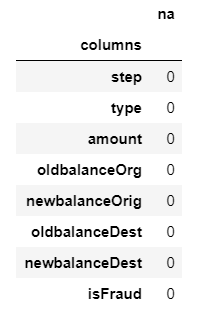 na
columns
step 0
type 0
amount 0
oldbalanceOrg 0
newbalanceOrig 0
oldbalanceDest 0
newbalanceDest 0
isFraud 0